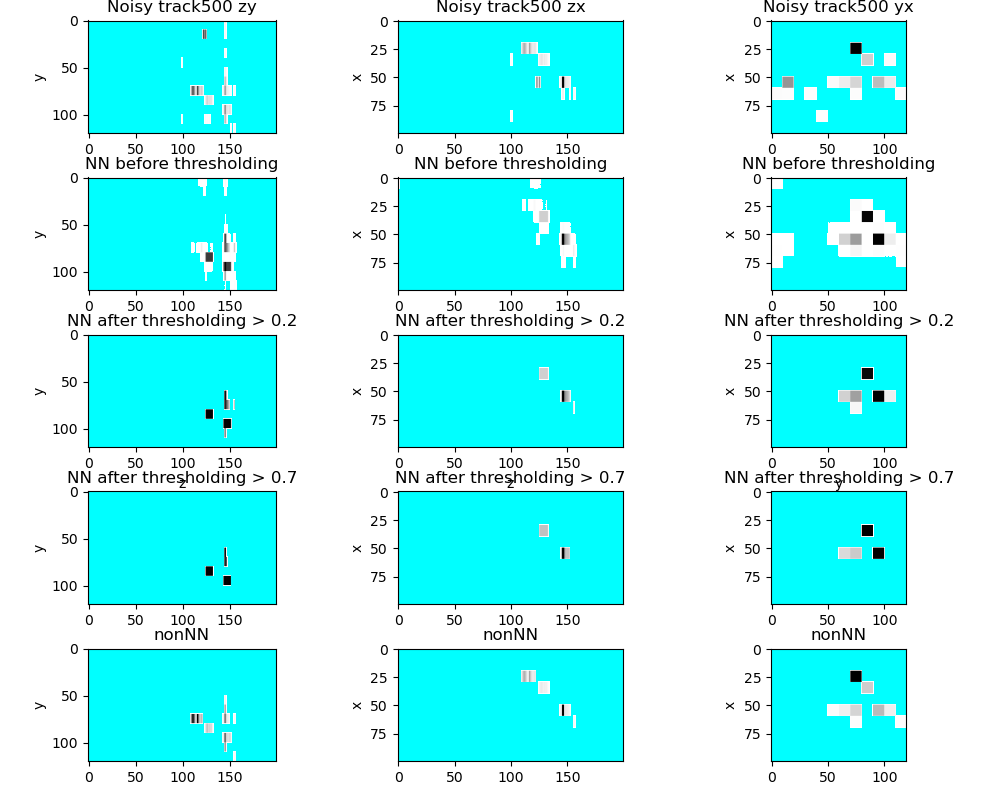 Noisy track500 zy Noisy track500 zx Noisy track500 yx
0 50 100 y 0 50 100 150
25 50 75 x 0 50 100 150
0 25 50 75 x 0 50 100
NN before thresholding NN before thresholding NN before thresholding
0 50 100 y 0 50 100 150
0 25 50 75 x 0 50 100 150
0 25 50 75 x 0 50 100
NN after thresholding > 0.2 NN after thresholding > 0.2 NN after thresholding > 0.2
0 50 100 y 0 50 100 150 z
0 25 50 75 x 0 50 100 150 z
0 25 50 75 x 0 50 100 y
NN after thresholding > 0.7 NN after thresholding > 0.7 NN after thresholding > 0.7
0 50 100 y 0 50 100 150
0 25 50 75 x 0 50 100 150
0 25 50 75 x 0 50 100
nonNN nonNN nonNN
0 50 100 y 0 50 100 150
0 25 50 75 x 0 50 100 150
0 25 50 75 x 0 50 100